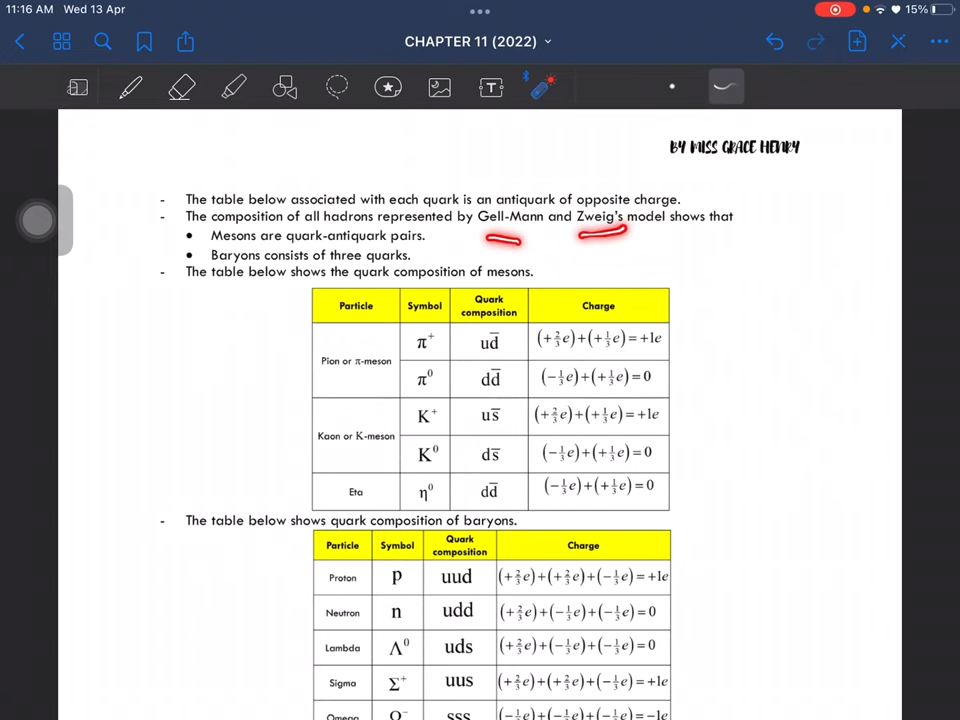 11:16 AM Wed 13 Apr
15%
CHAPTER 11 (2022)
BY MISS GRACE HENRY
- The table below associated with each quark is an antiquark of opposite charge.
- The composition of all hadrons represented by Gell-Mann and Zweig's model shows that
• Mesons are quark-antiquark pairs.
• Baryons consists of three quarks.
- The table below shows the quark composition of mesons.
Particle Symbol Quark composition Charge
Pion or π-meson
π⁺ ud̅ (+⅔e)+(+⅓e)=+1e
π⁰ dd̅ (−⅓e)+(+⅓e)=0
Kaon or K-meson
K⁺ us̅ (+⅔e)+(+⅓e)=+1e
K⁰ ds̅ (−⅓e)+(+⅓e)=0
Eta η⁰ dd̅ (−⅓e)+(+⅓e)=0
- The table below shows quark composition of baryons.
Particle Symbol Quark composition Charge
Proton p uud (+⅔e)+(+⅔e)+(−⅓e)=+1e
Neutron n udd (+⅔e)+(−⅓e)+(−⅓e)=0
Lambda Λ⁰ uds (+⅔e)+(−⅓e)+(−⅓e)=0
Sigma Σ⁺ uus (+⅔e)+(+⅔e)+(−⅓e)=+1e
Omega Ω⁻ sss (−⅓e)+(−⅓e)+(−⅓e)=−1e